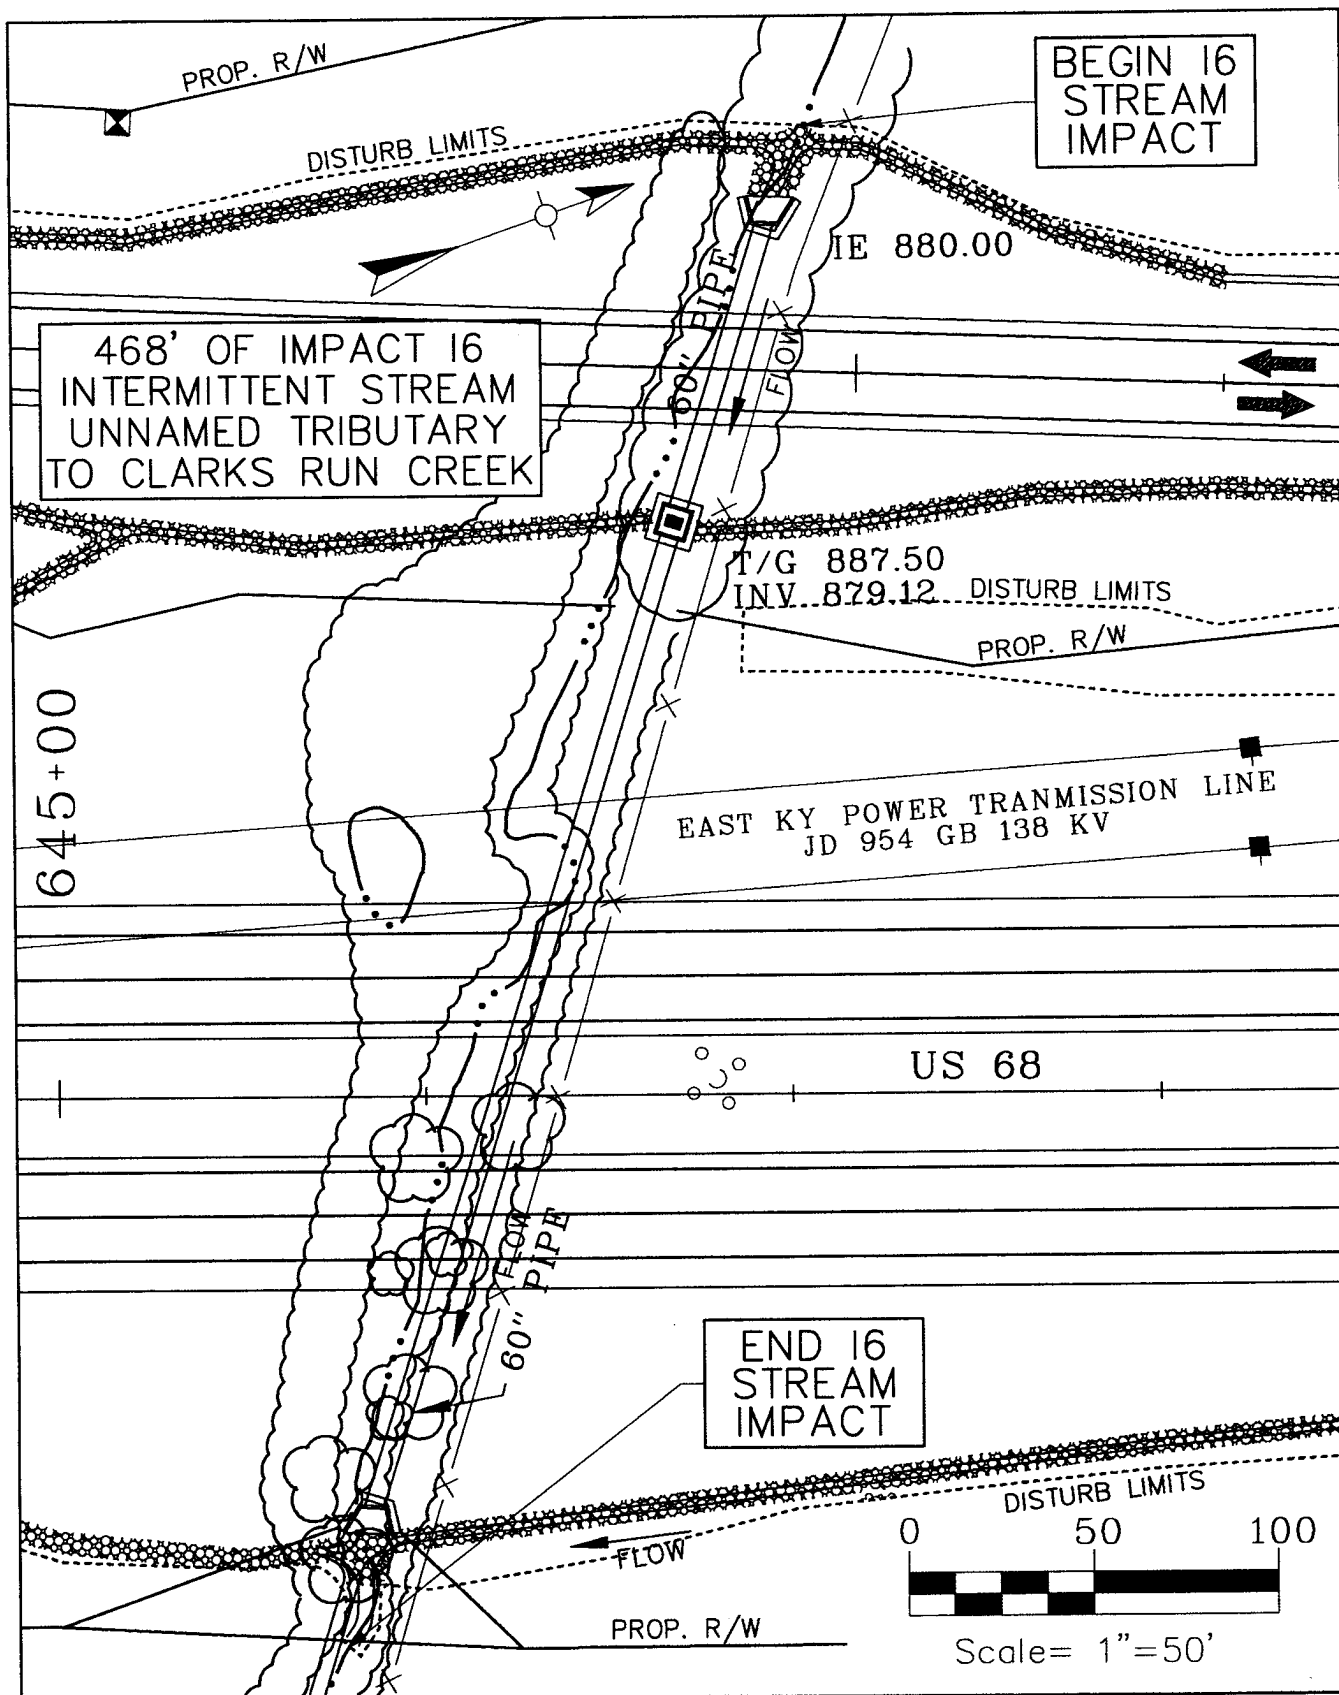 PROP. R/W
BEGIN 16
STREAM
IMPACT
DISTURB LIMITS
IE 880.00
60" PIPE
FLOW
468' OF IMPACT 16
INTERMITTENT STREAM
UNNAMED TRIBUTARY
TO CLARKS RUN CREEK
T/G 887.50
INV 879.12
DISTURB LIMITS
PROP. R/W
645+00
EAST KY POWER TRANMISSION LINE
JD 954 GB 138 KV
US 68
FLOW
60" PIPE
END 16
STREAM
IMPACT
DISTURB LIMITS
FLOW
0 50 100
PROP. R/W
Scale= 1"=50'